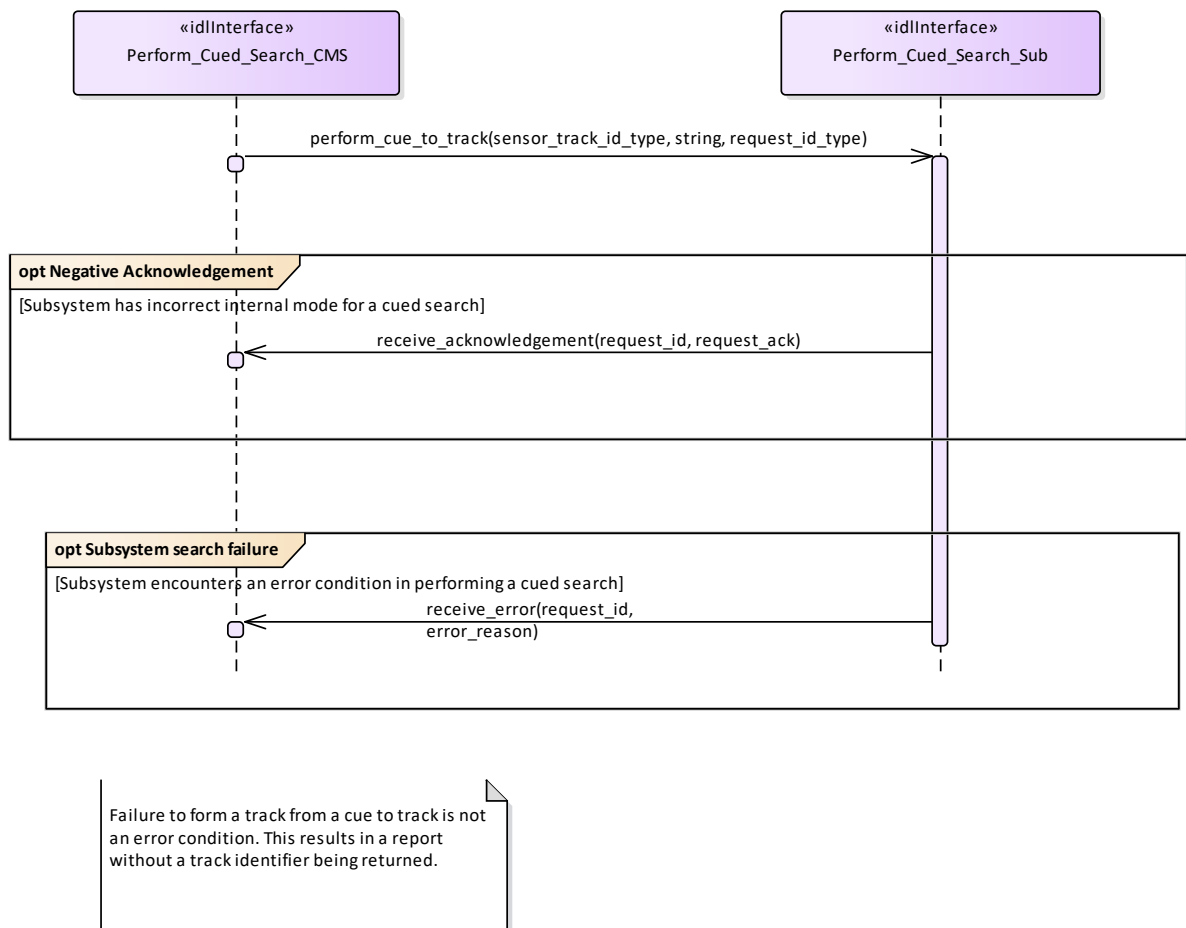 «idlInterface»
Perform_Cued_Search_CMS
«idlInterface»
Perform_Cued_Search_Sub
perform_cue_to_track(sensor_track_id_type, string, request_id_type)
opt Negative Acknowledgement
[Subsystem has incorrect internal mode for a cued search]
receive_acknowledgement(request_id, request_ack)
opt Subsystem search failure
[Subsystem encounters an error condition in performing a cued search]
receive_error(request_id,
error_reason)
Failure to form a track from a cue to track is not
an error condition. This results in a report
without a track identifier being returned.